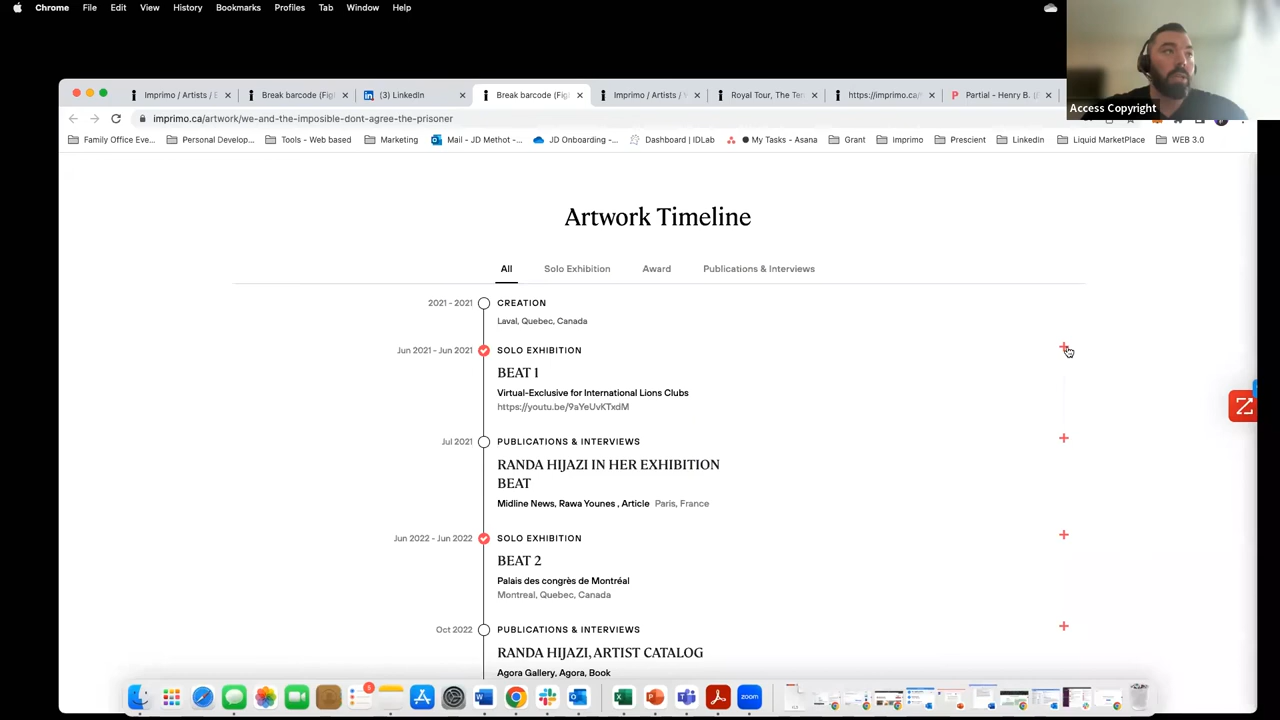 Chrome File Edit View History Bookmarks Profiles Tab Window Help
Access Copyright
Imprimo / Artists / E Break barcode (Figl (3) LinkedIn Break barcode (Figl Imprimo / Artists / Y Royal Tour, The Ten https://imprimo.ca/ Partial - Henry B. (
imprimo.ca/artwork/we-and-the-imposible-dont-agree-the-prisoner
Family Office Eve... Personal Develop... Tools - Web based Marketing Mail - JD Methot -... JD Onboarding -... Dashboard | IDLab My Tasks - Asana Grant Imprimo Prescient LinkedIn Liquid MarketPlace WEB 3.0
Artwork Timeline
All Solo Exhibition Award Publications & Interviews
2021 - 2021 CREATION
Laval, Quebec, Canada
Jun 2021 - Jun 2021 SOLO EXHIBITION
BEAT 1
Virtual-Exclusive for International Lions Clubs
https://youtu.be/9aYeUvKTxdM
Jul 2021 PUBLICATIONS & INTERVIEWS
RANDA HIJAZI IN HER EXHIBITION
BEAT
Midline News, Rawa Younes , Article Paris, France
Jun 2022 - Jun 2022 SOLO EXHIBITION
BEAT 2
Palais des congrès de Montréal
Montreal, Quebec, Canada
Oct 2022 PUBLICATIONS & INTERVIEWS
RANDA HIJAZI, ARTIST CATALOG
Agora Gallery, Agora, Book
zoom